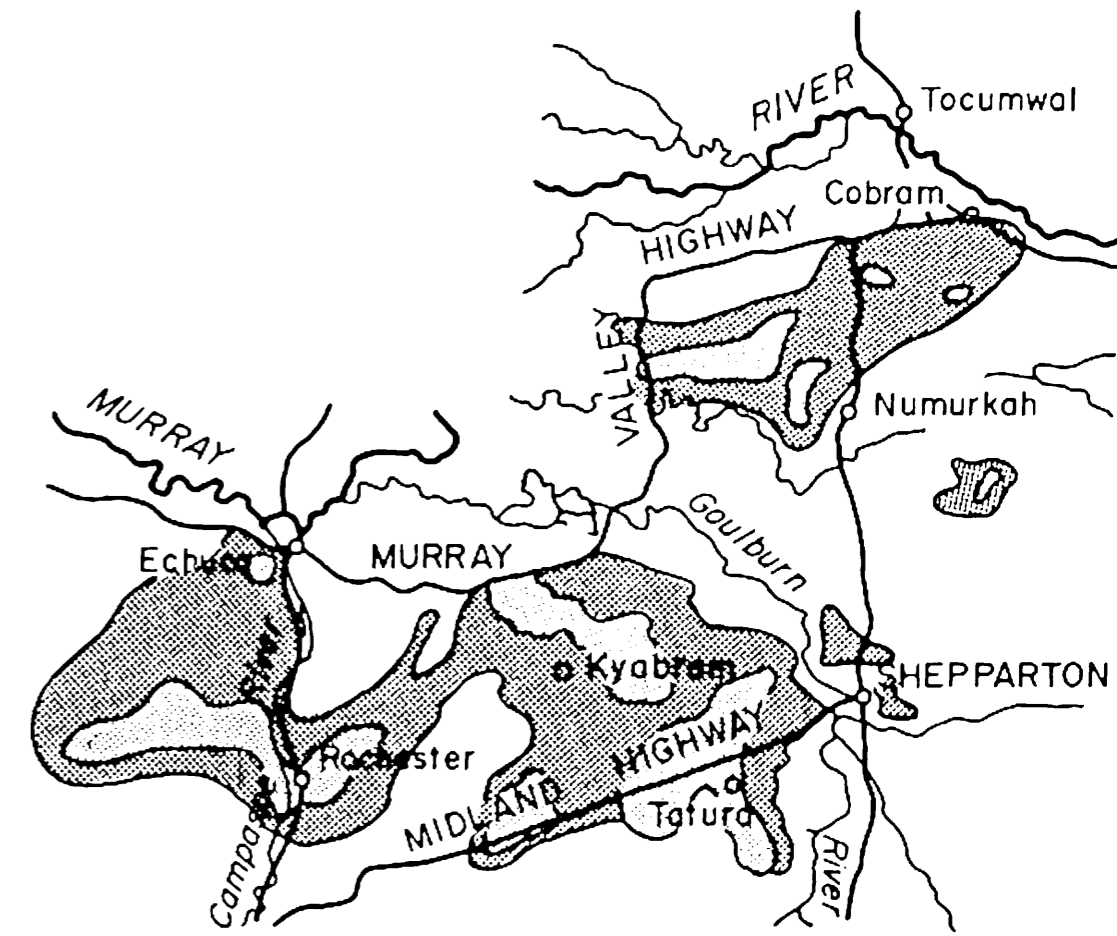 RIVER
Tocumwal
Cobram
HIGHWAY
VALLEY
Numurkah
MURRAY
Goulburn
Echuca
MURRAY
River
Kyabram
SHEPPARTON
HIGHWAY
Rochester
MIDLAND
Tatura
Campaspe
River